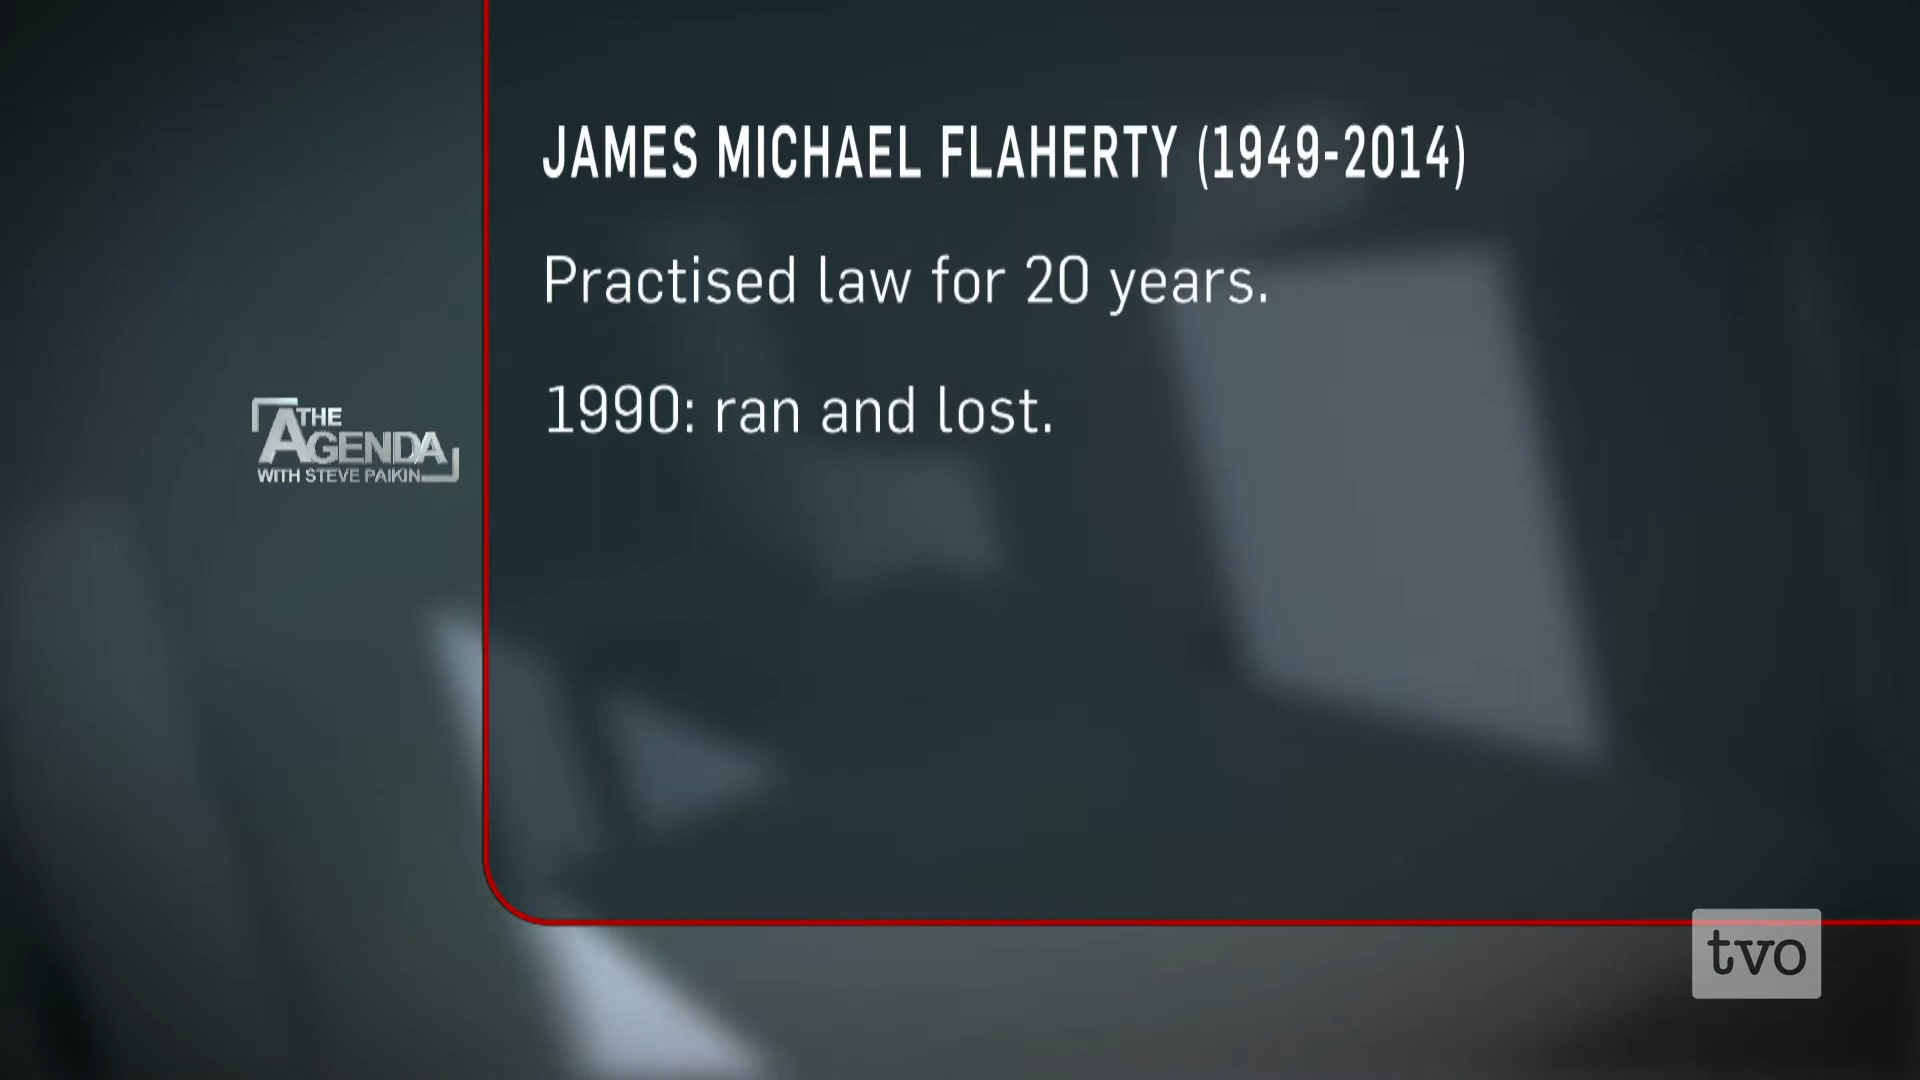 JAMES MICHAEL FLAHERTY (1949-2014)
Practised law for 20 years.
1990: ran and lost.
THE
AGENDA
WITH STEVE PAIKIN
tvo